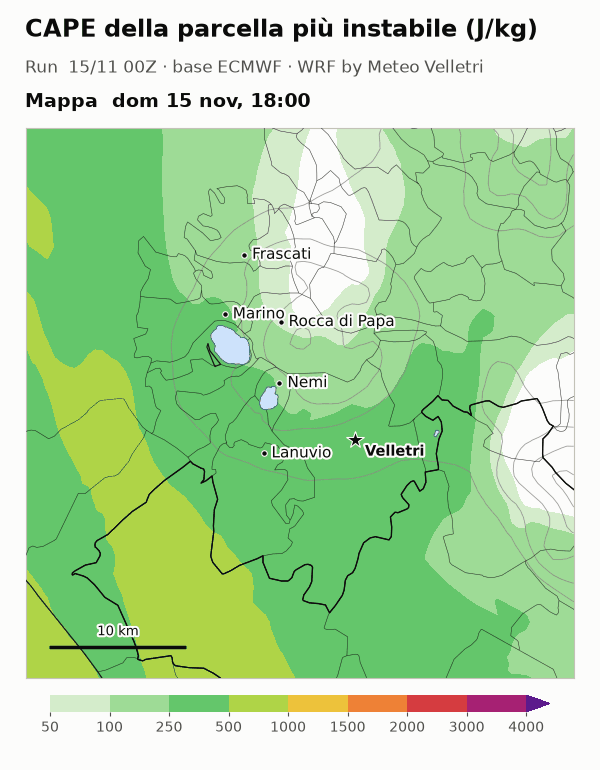 CAPE della parcella più instabile (J/kg)
Run  15/11 00Z · base ECMWF · WRF by Meteo Velletri
Mappa  dom 15 nov, 18:00
Frascati
Marino
Rocca di Papa
Nemi
Velletri
Lanuvio
10 km
50 100 250 500 1000 1500 2000 3000 4000